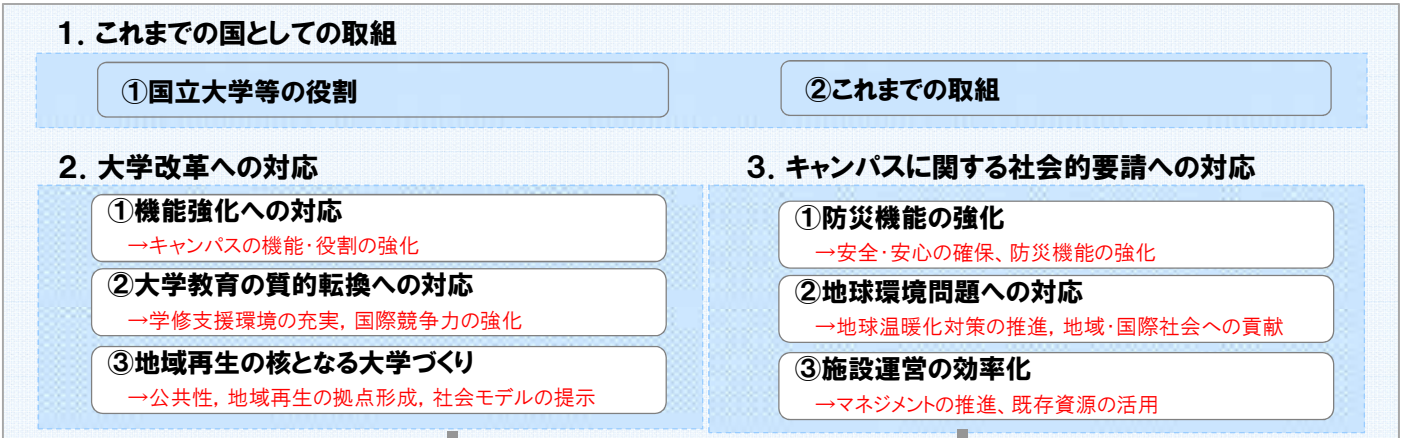 １．これまでの国としての取組
①国立大学等の役割
②これまでの取組
２．大学改革への対応
①機能強化への対応
→キャンパスの機能・役割の強化
②大学教育の質的転換への対応
→学修支援環境の充実，国際競争力の強化
③地域再生の核となる大学づくり
→公共性，地域再生の拠点形成，社会モデルの提示
３．キャンパスに関する社会的要請への対応
①防災機能の強化
→安全・安心の確保、防災機能の強化
②地球環境問題への対応
→地球温暖化対策の推進，地域・国際社会への貢献
③施設運営の効率化
→マネジメントの推進、既存資源の活用